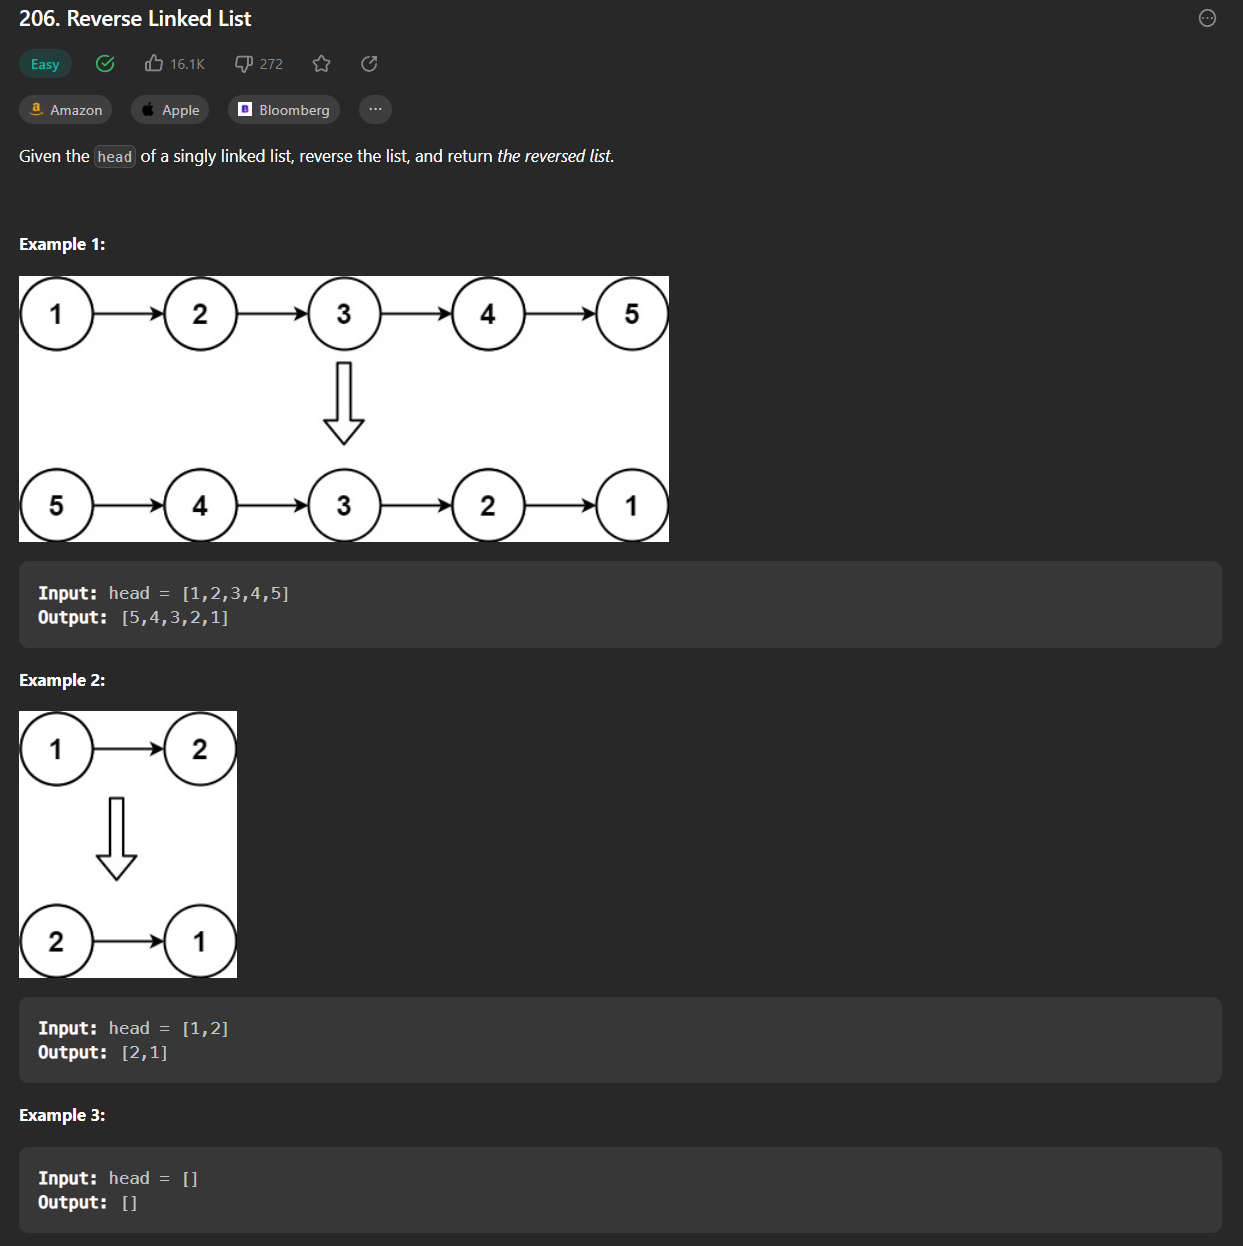 206. Reverse Linked List
Easy 16.1K 272
Amazon Apple Bloomberg ...
Given the head of a singly linked list, reverse the list, and return the reversed list.
Example 1:
1 2 3 4 5
5 4 3 2 1
Input: head = [1,2,3,4,5]
Output: [5,4,3,2,1]
Example 2:
1 2
2 1
Input: head = [1,2]
Output: [2,1]
Example 3:
Input: head = []
Output: []